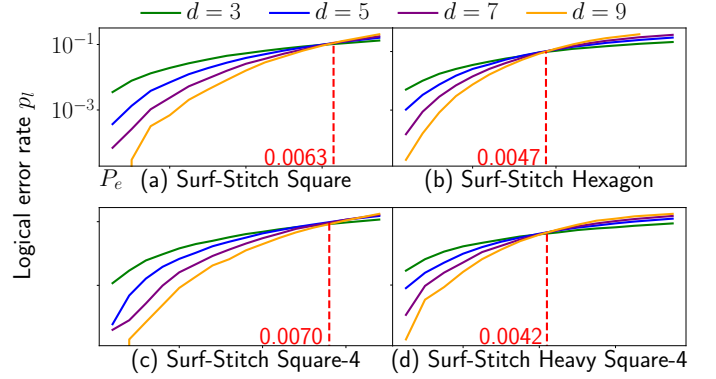 d = 3 d = 5 d = 7 d = 9
Logical error rate p_l
10^{-1}
10^{-3}
0.0063
0.0047
P_e (a) Surf-Stitch Square
(b) Surf-Stitch Hexagon
0.0070
0.0042
(c) Surf-Stitch Square-4
(d) Surf-Stitch Heavy Square-4